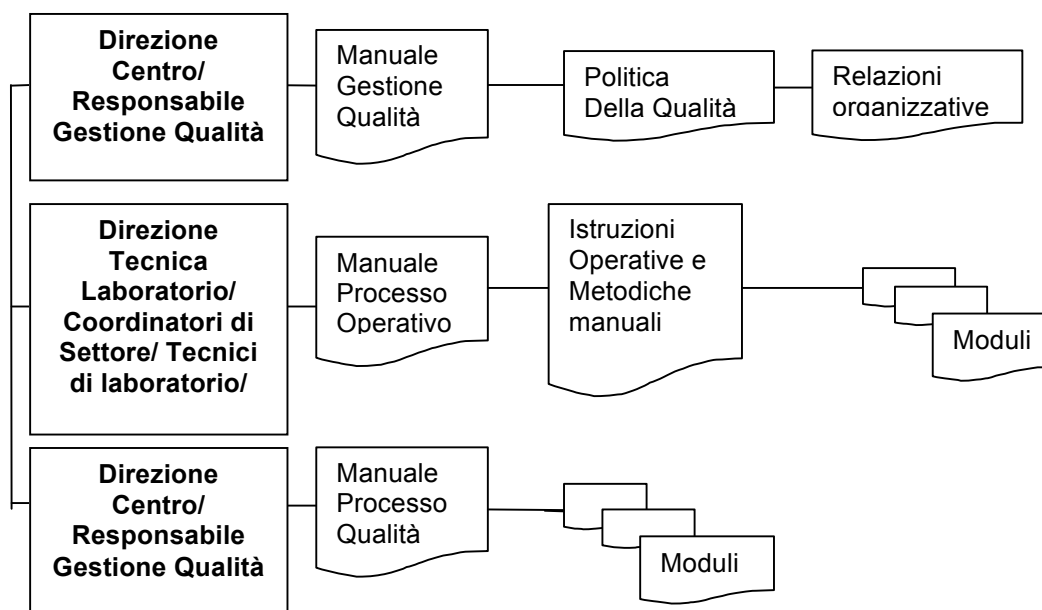 Direzione
Centro/
Responsabile
Gestione Qualità
Manuale
Gestione
Qualità
Politica
Della Qualità
Relazioni
organizzative
Direzione
Tecnica
Laboratorio/
Coordinatori di
Settore/ Tecnici
di laboratorio/
Manuale
Processo
Operativo
Istruzioni
Operative e
Metodiche
manuali
Moduli
Direzione
Centro/
Responsabile
Gestione Qualità
Manuale
Processo
Qualità
Moduli